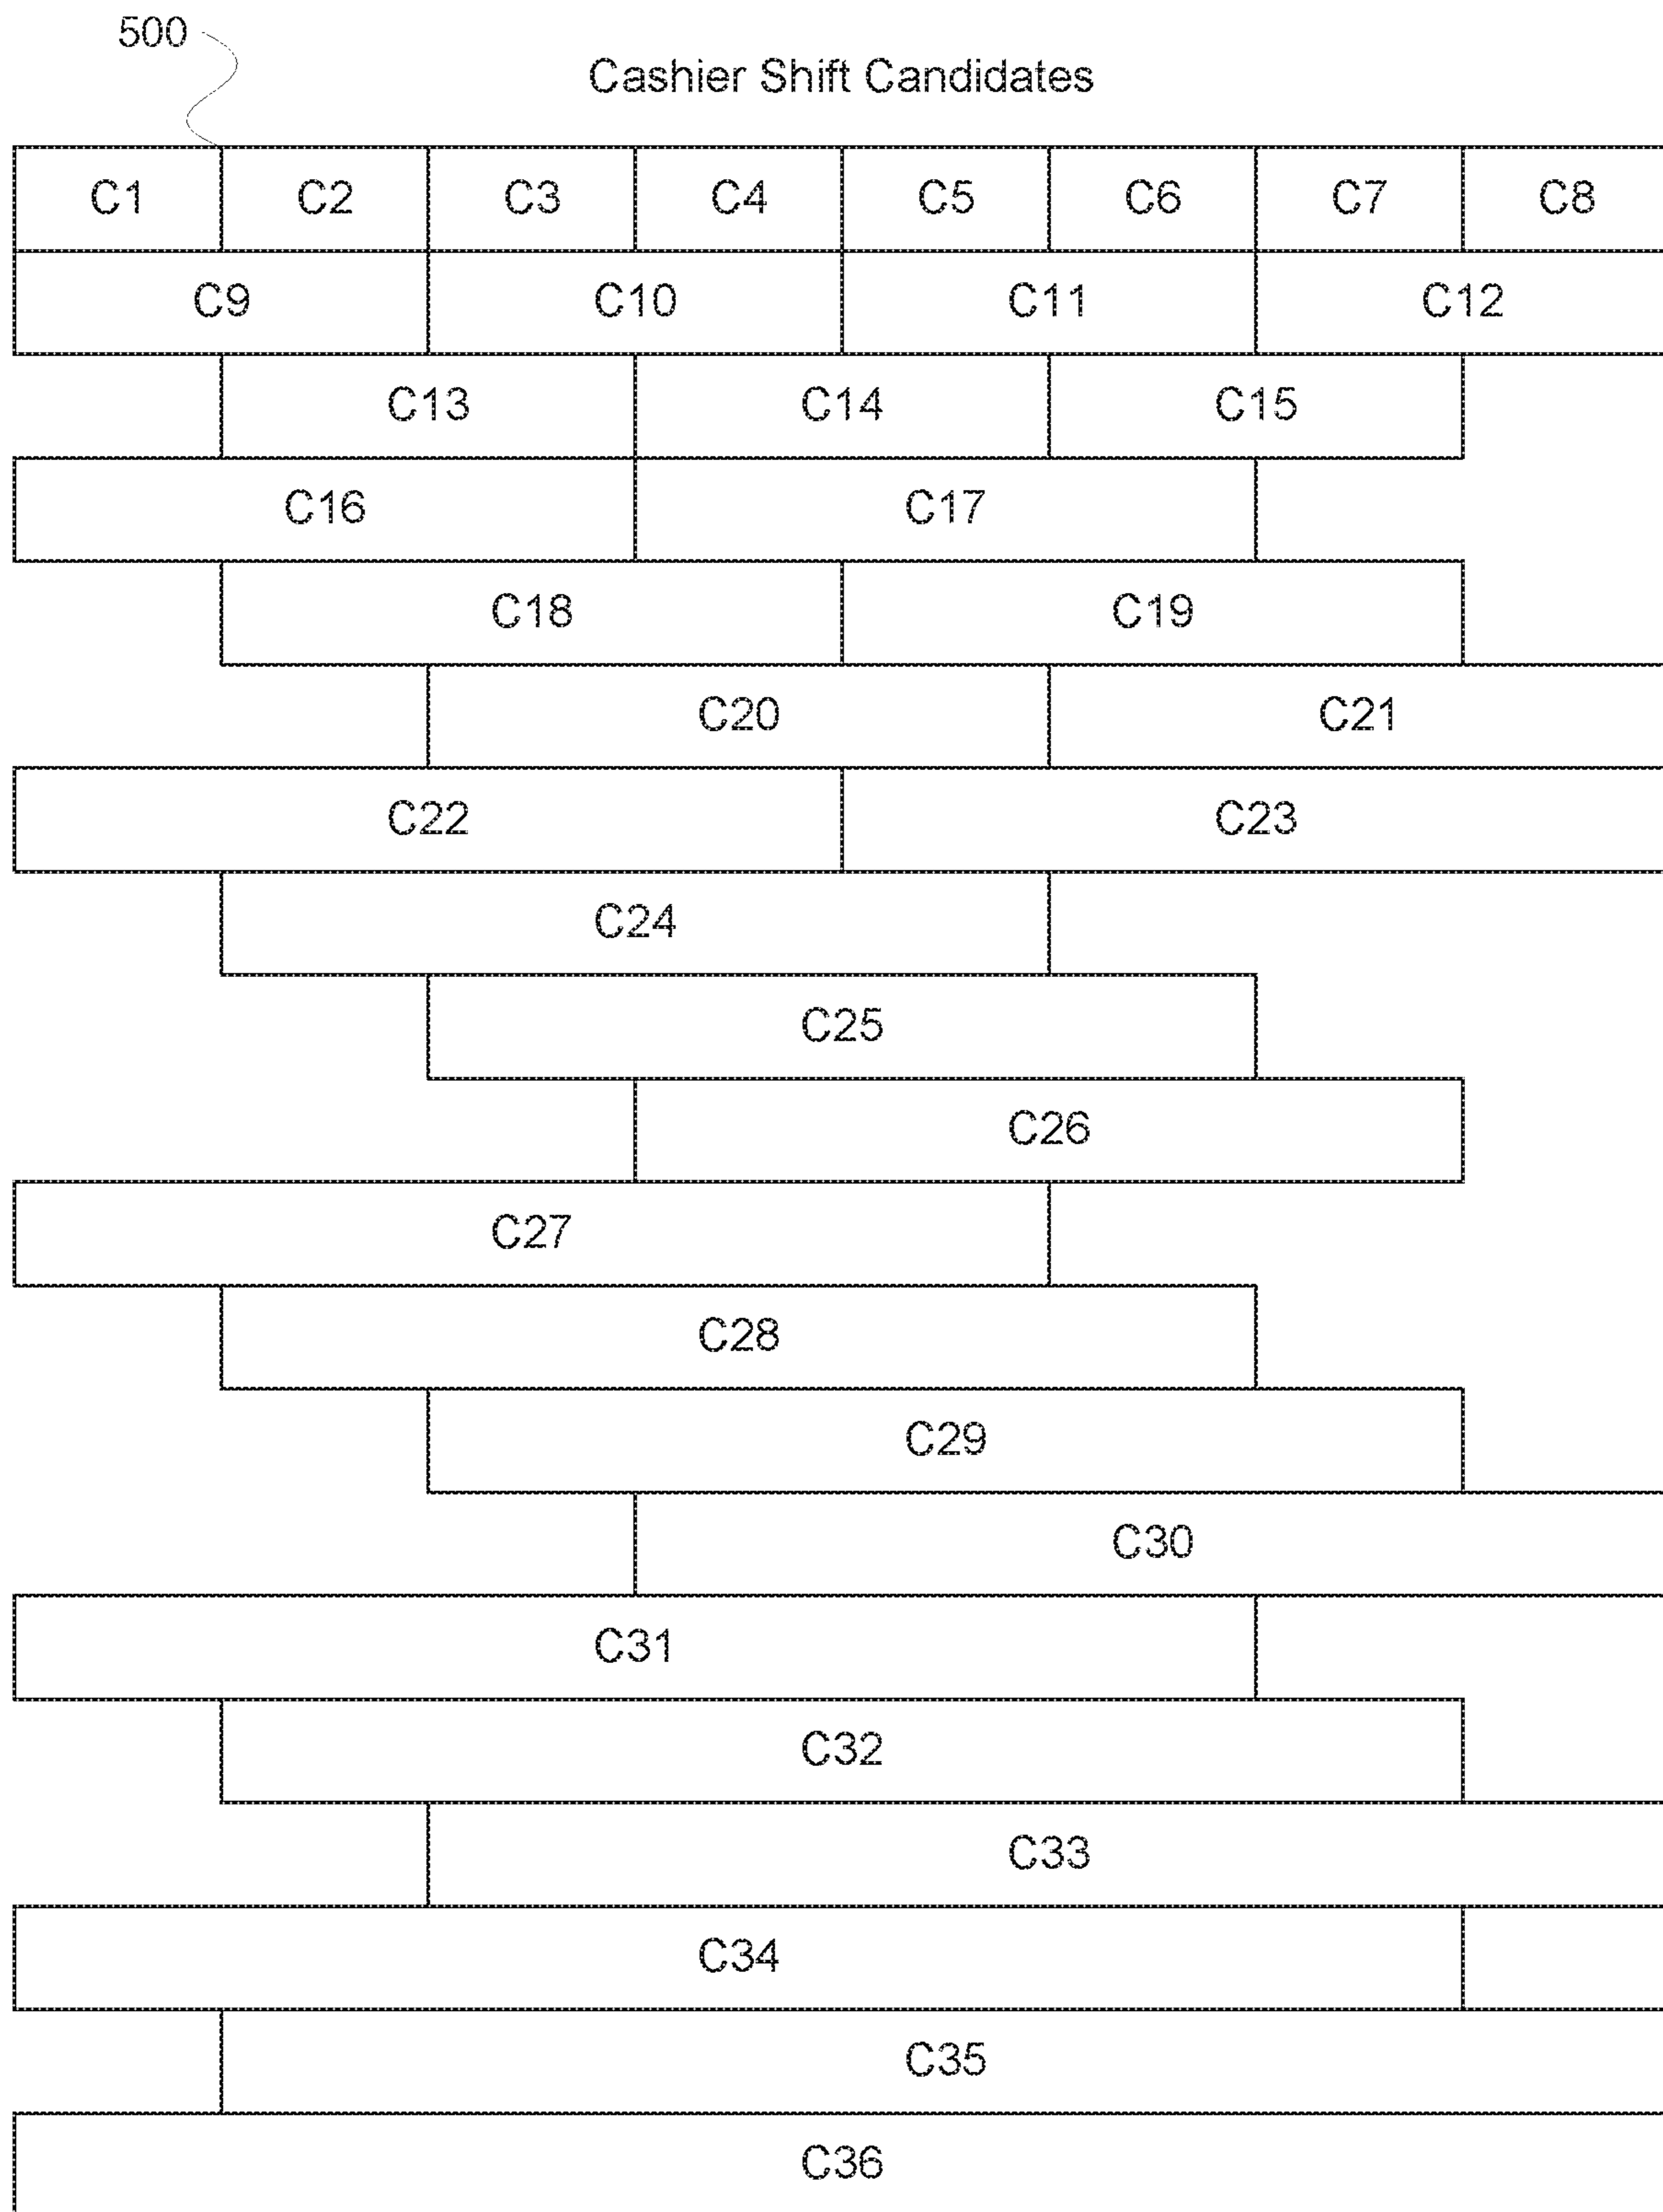 500
Cashier Shift Candidates
C1 C2 C3 C4 C5 C6 C7 C8
C9 C10 C11 C12
C13 C14 C15
C16 C17
C18 C19
C20 C21
C22 C23
C24
C25
C26
C27
C28
C29
C30
C31
C32
C33
C34
C35
C36